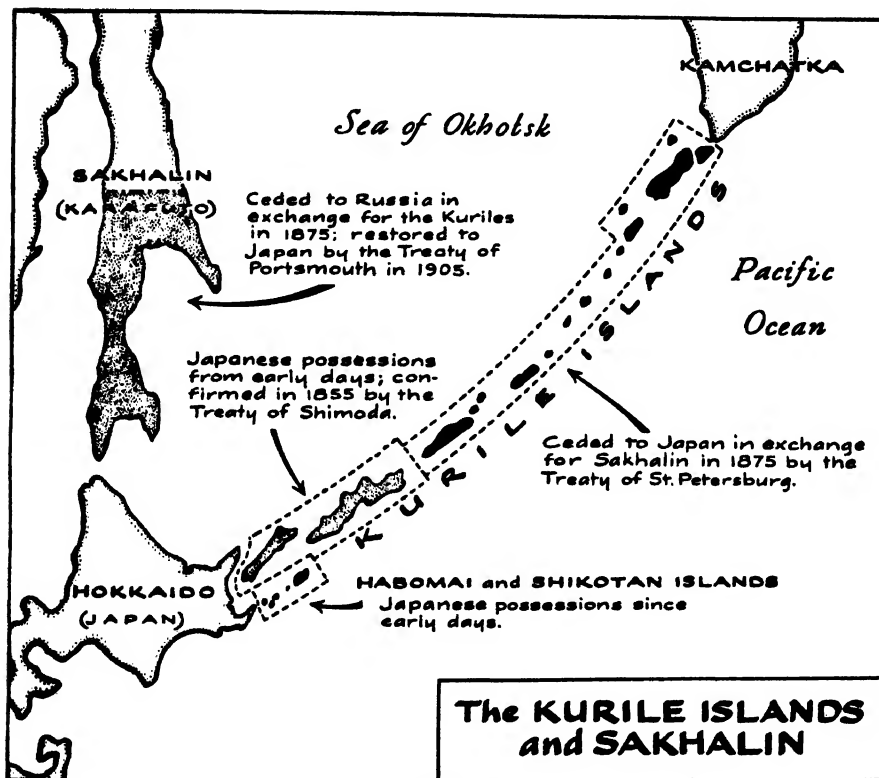 KAMCHATKA
Sea of Okhotsk
SAKHALIN
(KARAFUTO)
Ceded to Russia in
exchange for the Kuriles
in 1875; restored to
Japan by the Treaty of
Portsmouth in 1905.
Pacific
Ocean
KURILE ISLANDS
Japanese possessions
from early days; con-
firmed in 1855 by the
Treaty of Shimoda.
Ceded to Japan in exchange
for Sakhalin in 1875 by the
Treaty of St. Petersburg.
HOKKAIDO
(JAPAN)
HABOMAI and SHIKOTAN ISLANDS
Japanese possessions since
early days.
The KURILE ISLANDS
and SAKHALIN